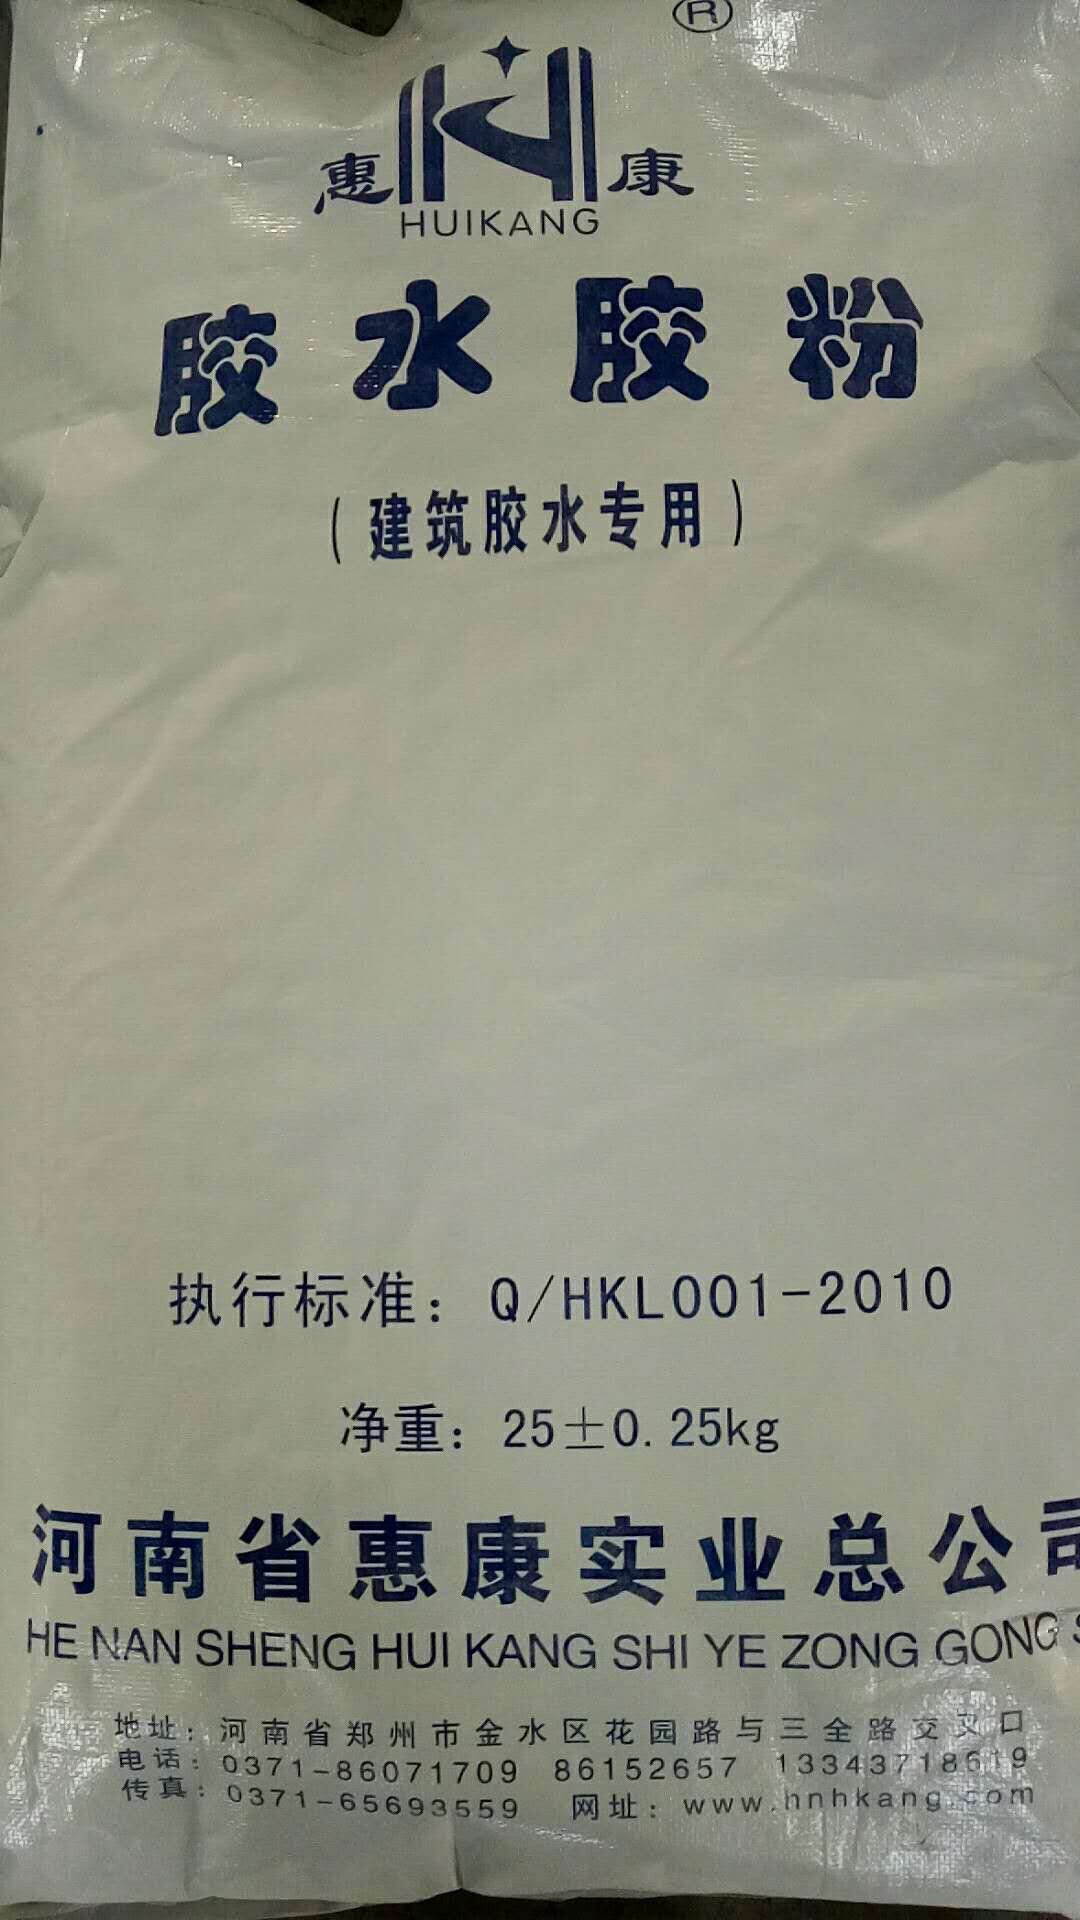 ®
惠 康
HUIKANG
胶水胶粉
（建筑胶水专用）
执行标准：Q/HKL001-2010
净重：25±0.25kg
河南省惠康实业总公司
HE NAN SHENG HUI KANG SHI YE ZONG GONG S
地址：河南省郑州市金水区花园路与三全路交叉口
电话：0371-86071709 86152657 13343718619
传真：0371-65693559 网址：www.hnhkang.com